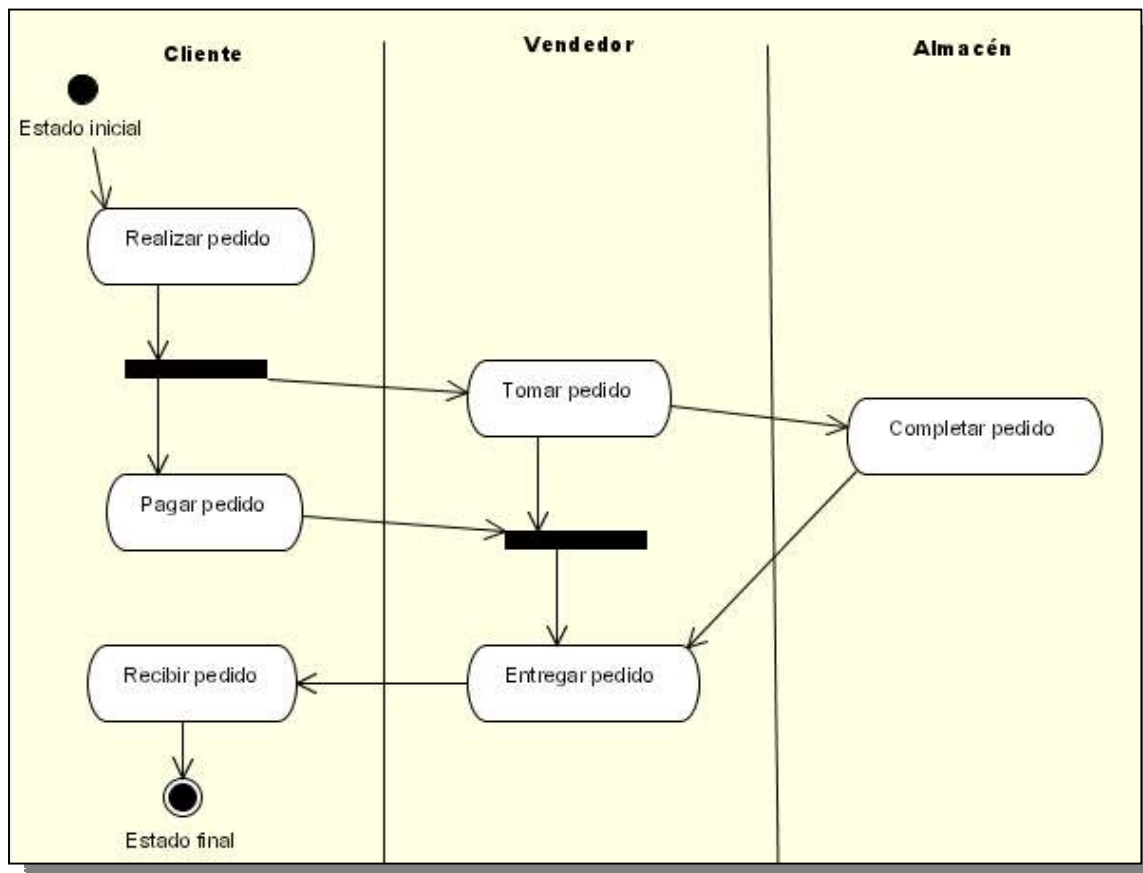 Cliente
Vendedor
Almacén
Estado inicial
Realizar pedido
Tomar pedido
Completar pedido
Pagar pedido
Recibir pedido
Entregar pedido
Estado final